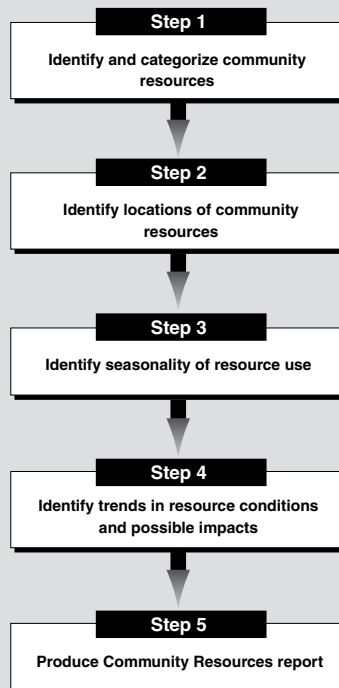 Step 1
Identify and categorize community
resources
Step 2
Identify locations of community
resources
Step 3
Identify seasonality of resource use
Step 4
Identify trends in resource conditions
and possible impacts
Step 5
Produce Community Resources report